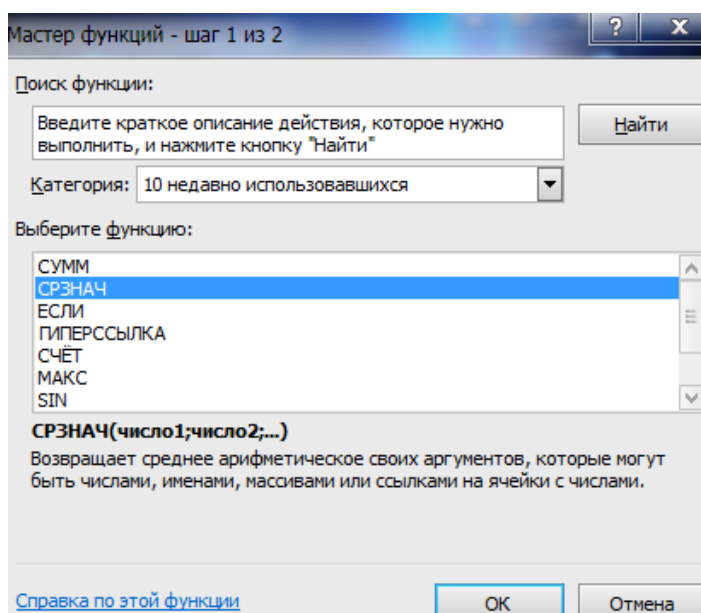 Мастер функций - шаг 1 из 2
? X
Поиск функции:
Введите краткое описание действия, которое нужно
выполнить, и нажмите кнопку "Найти"
Найти
Категория: 10 недавно использовавшихся
Выберите функцию:
СУММ
СРЗНАЧ
ЕСЛИ
ГИПЕРССЫЛКА
СЧЁТ
МАКС
SIN
СРЗНАЧ(число1;число2;...)
Возвращает среднее арифметическое своих аргументов, которые могут
быть числами, именами, массивами или ссылками на ячейки с числами.
Справка по этой функции
ОК
Отмена